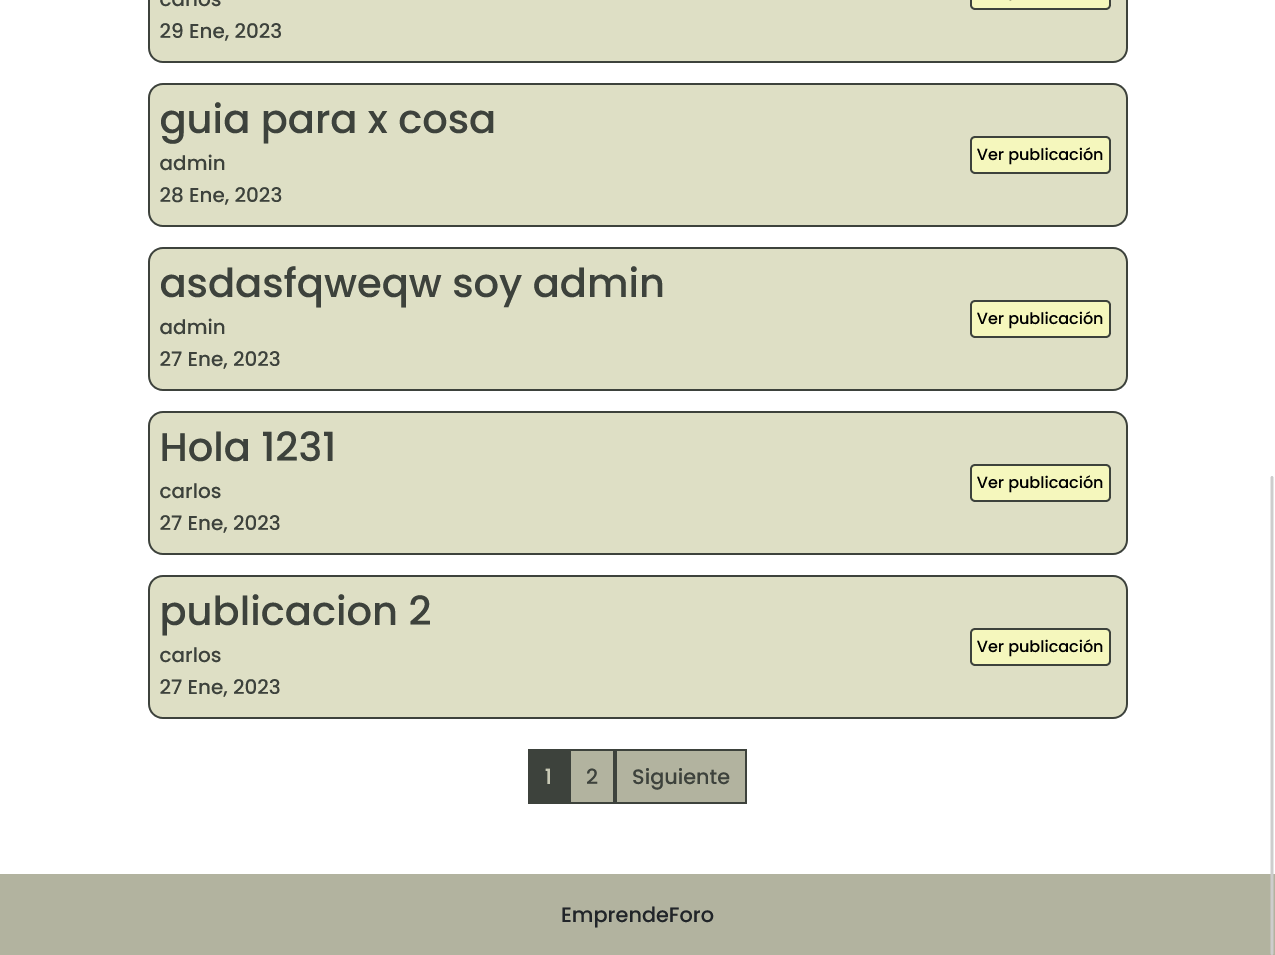 carlos
29 Ene, 2023
guia para x cosa
admin
28 Ene, 2023
Ver publicación
asdasfqweqw soy admin
admin
27 Ene, 2023
Ver publicación
Hola 1231
carlos
27 Ene, 2023
Ver publicación
publicacion 2
carlos
27 Ene, 2023
Ver publicación
1 2 Siguiente
EmprendeForo